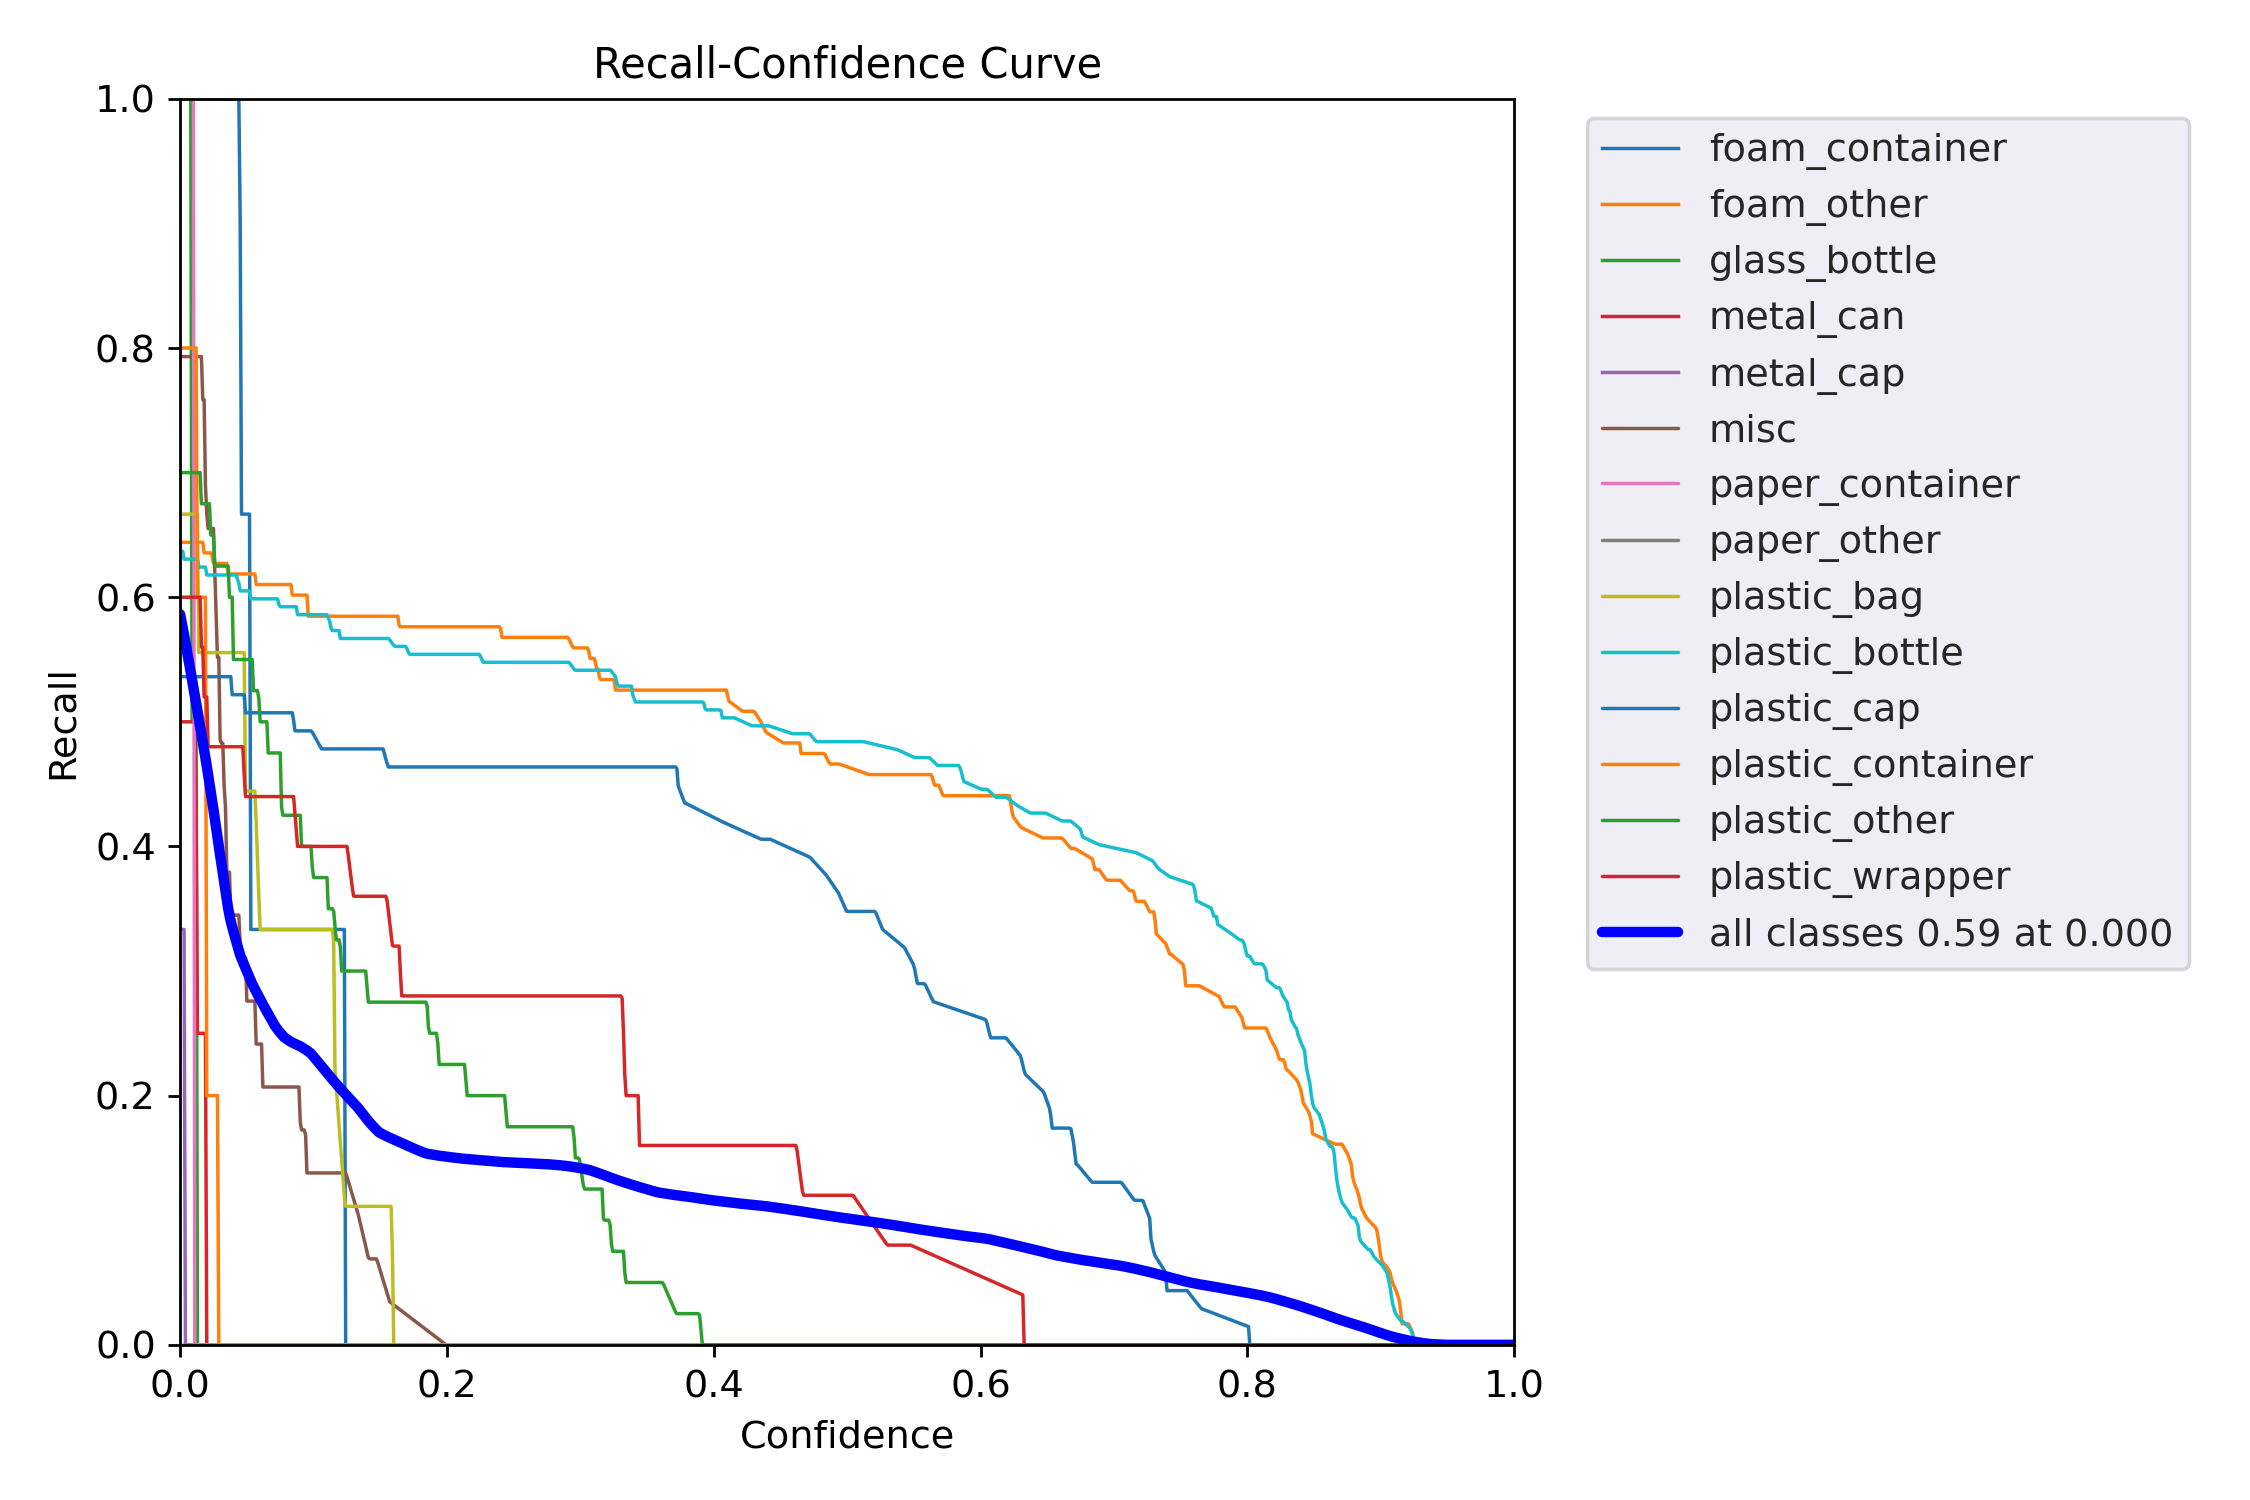 Recall-Confidence Curve
1.0
0.8
0.6
0.4
0.2
0.0
Recall
0.0 0.2 0.4 0.6 0.8 1.0
Confidence
foam_container
foam_other
glass_bottle
metal_can
metal_cap
misc
paper_container
paper_other
plastic_bag
plastic_bottle
plastic_cap
plastic_container
plastic_other
plastic_wrapper
all classes 0.59 at 0.000